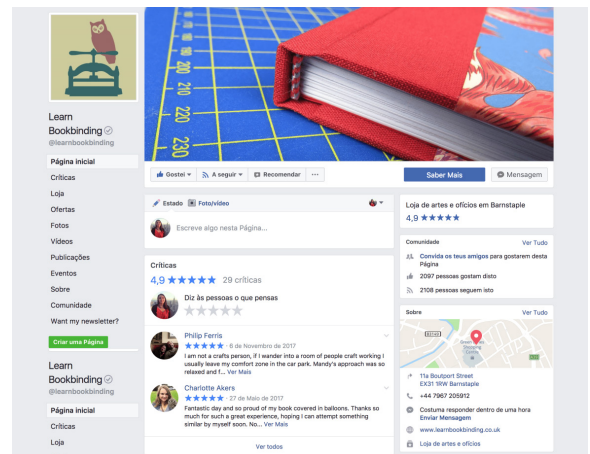 Learn
Bookbinding
@learnbookbinding
Página inicial
Críticas
Loja
Ofertas
Fotos
Vídeos
Publicações
Eventos
Sobre
Comunidade
Want my newsletter?
Criar uma Página
Learn
Bookbinding
@learnbookbinding
Página inicial
Críticas
Loja
180
190
200
210
220
230
Gostei
A seguir
Recomendar
Saber Mais
Mensagem
Estado
Foto/vídeo
Escreve algo nesta Página...
Críticas
4,9 ★★★★★ 29 críticas
Diz às pessoas o que pensas
★★★★★
Philip Ferris
★★★★★ · 6 de Novembro de 2017
I am not a crafts person, if I wander into a room of people craft working I
usually leave my comfort zone in the car park. Mandy's approach was so
relaxed and f... Ver Mais
Charlotte Akers
★★★★★ · 27 de Maio de 2017
Fantastic day and so proud of my book covered in balloons. Thanks so
much for such a great experience, hoping I can attempt something
similar by myself soon. No... Ver Mais
Ver todos
Loja de artes e ofícios em Barnstaple
4,9 ★★★★★
Comunidade
Ver Tudo
Convida os teus amigos para gostarem desta
Página
2097 pessoas gostam disto
2108 pessoas seguem isto
Sobre
Ver Tudo
B3149
11a Boutport Street
EX31 1RW Barnstaple
+44 7967 205912
Costuma responder dentro de uma hora
Enviar Mensagem
www.learnbookbinding.co.uk
Loja de artes e ofícios